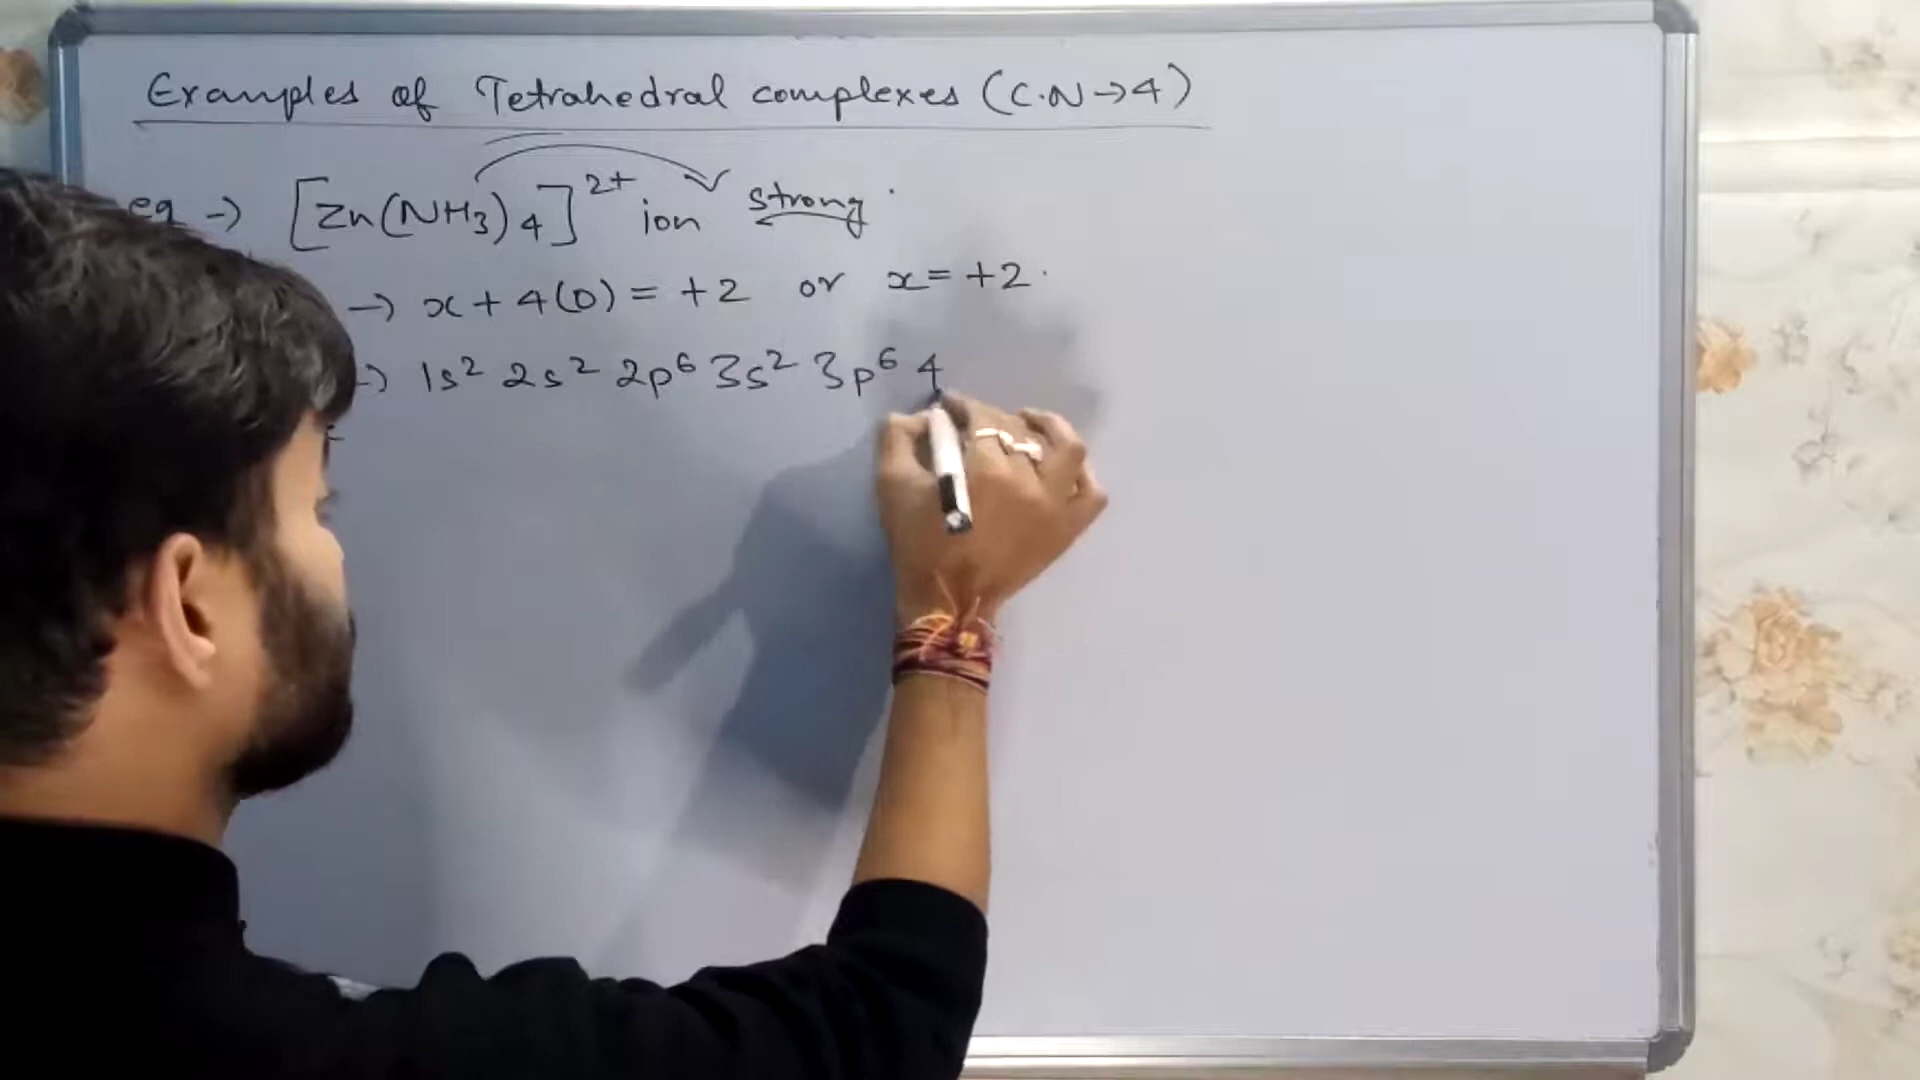 Examples of Tetrahedral complexes (C.N→4)
eg → [Zn(NH₃)₄]²⁺ ion strong.
→ x + 4(0) = +2 or x = +2.
→ 1s² 2s² 2p⁶ 3s² 3p⁶ 4